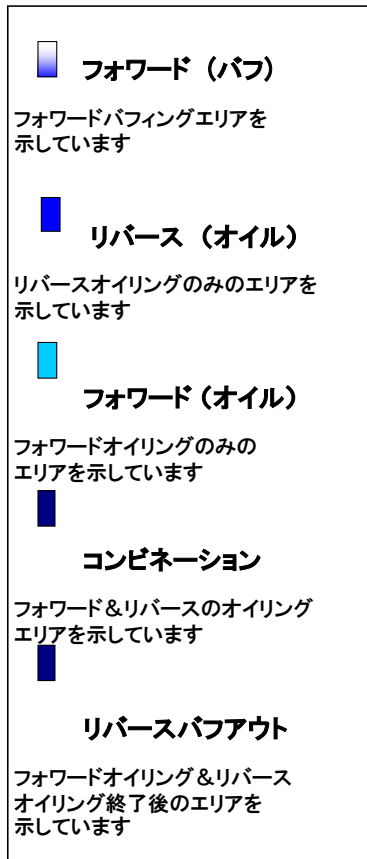 フォワード（バフ）
フォワードバフィングエリアを
示しています
リバース （オイル）
リバースオイリングのみのエリアを
示しています
フォワード（オイル）
フォワードオイリングのみの
エリアを示しています
コンビネーション
フォワード＆リバースのオイリング
エリアを示しています
リバースバフアウト
フォワードオイリング＆リバース
オイリング終了後のエリアを
示しています